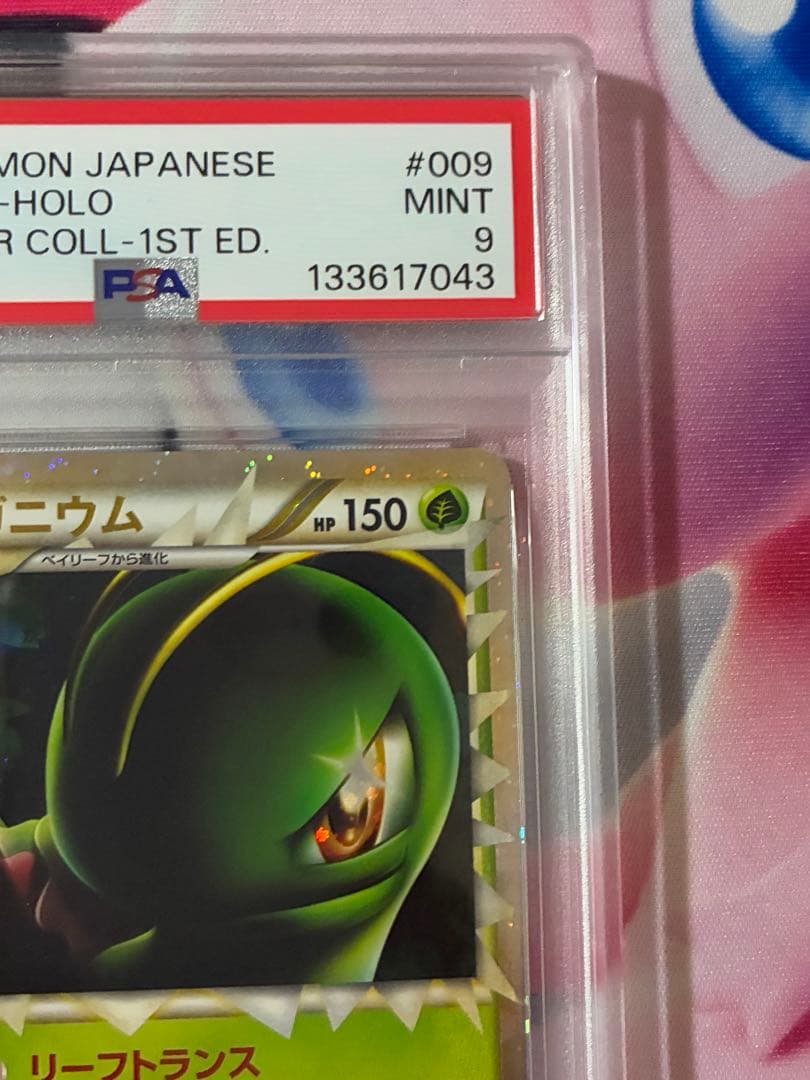 MON JAPANESE #009
-HOLO MINT
R COLL-1ST ED. 9
PSA 133617043
ガニウム HP 150
ベイリーフから進化
リーフトランス